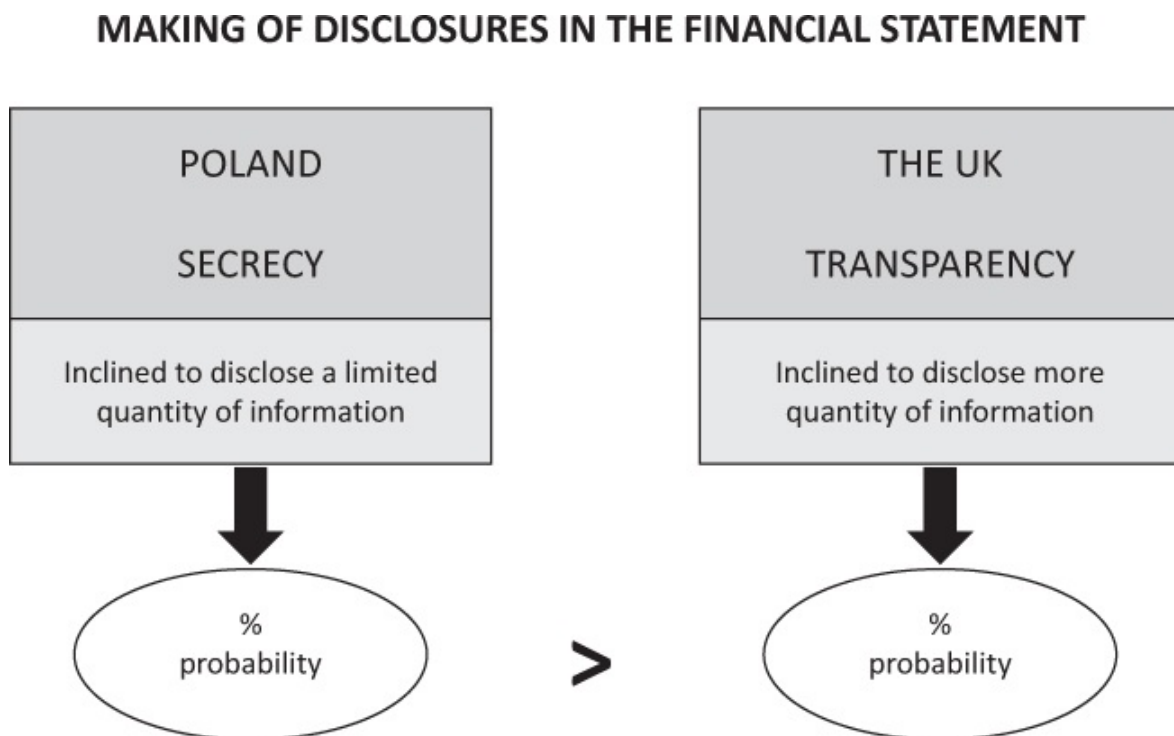 MAKING OF DISCLOSURES IN THE FINANCIAL STATEMENT
POLAND
SECRECY
Inclined to disclose a limited
quantity of information
THE UK
TRANSPARENCY
Inclined to disclose more
quantity of information
%
probability
>
%
probability